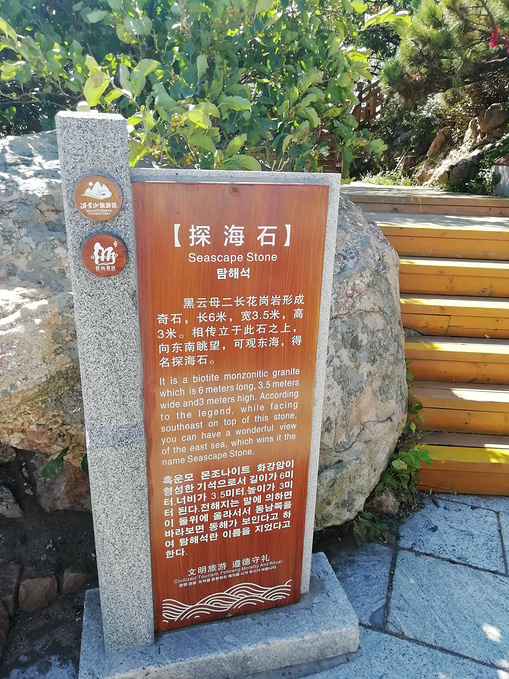 【探海石】
Seascape Stone
탐해석
黑云母二长花岗岩形成
奇石，长6米，宽3.5米，高
3米。相传立于此石之上，
向东南眺望，可观东海，得
名探海石。
It is a biotite monzonitic granite
which is 6 meters long, 3.5 meters
wide and3 meters high. According
to the legend, while facing
southeast on top of this stone,
you can have a wonderful view
of the east sea, which wins it the
name Seascape Stone.
흑운모 몬조나이트 화강암이
형성한 기석으로서 길이가 6미
터 너비가 3.5미터,높이가 3미
터 된다.전해지는 말에 의하면
이 돌위에 올라서서 동남쪽을
바라보면 동해가 보인다고 하
여 탐해석란 이름을 지었다고
한다.
文明旅游 道德守礼
Civilized Tourism, Following Morality And Ritual